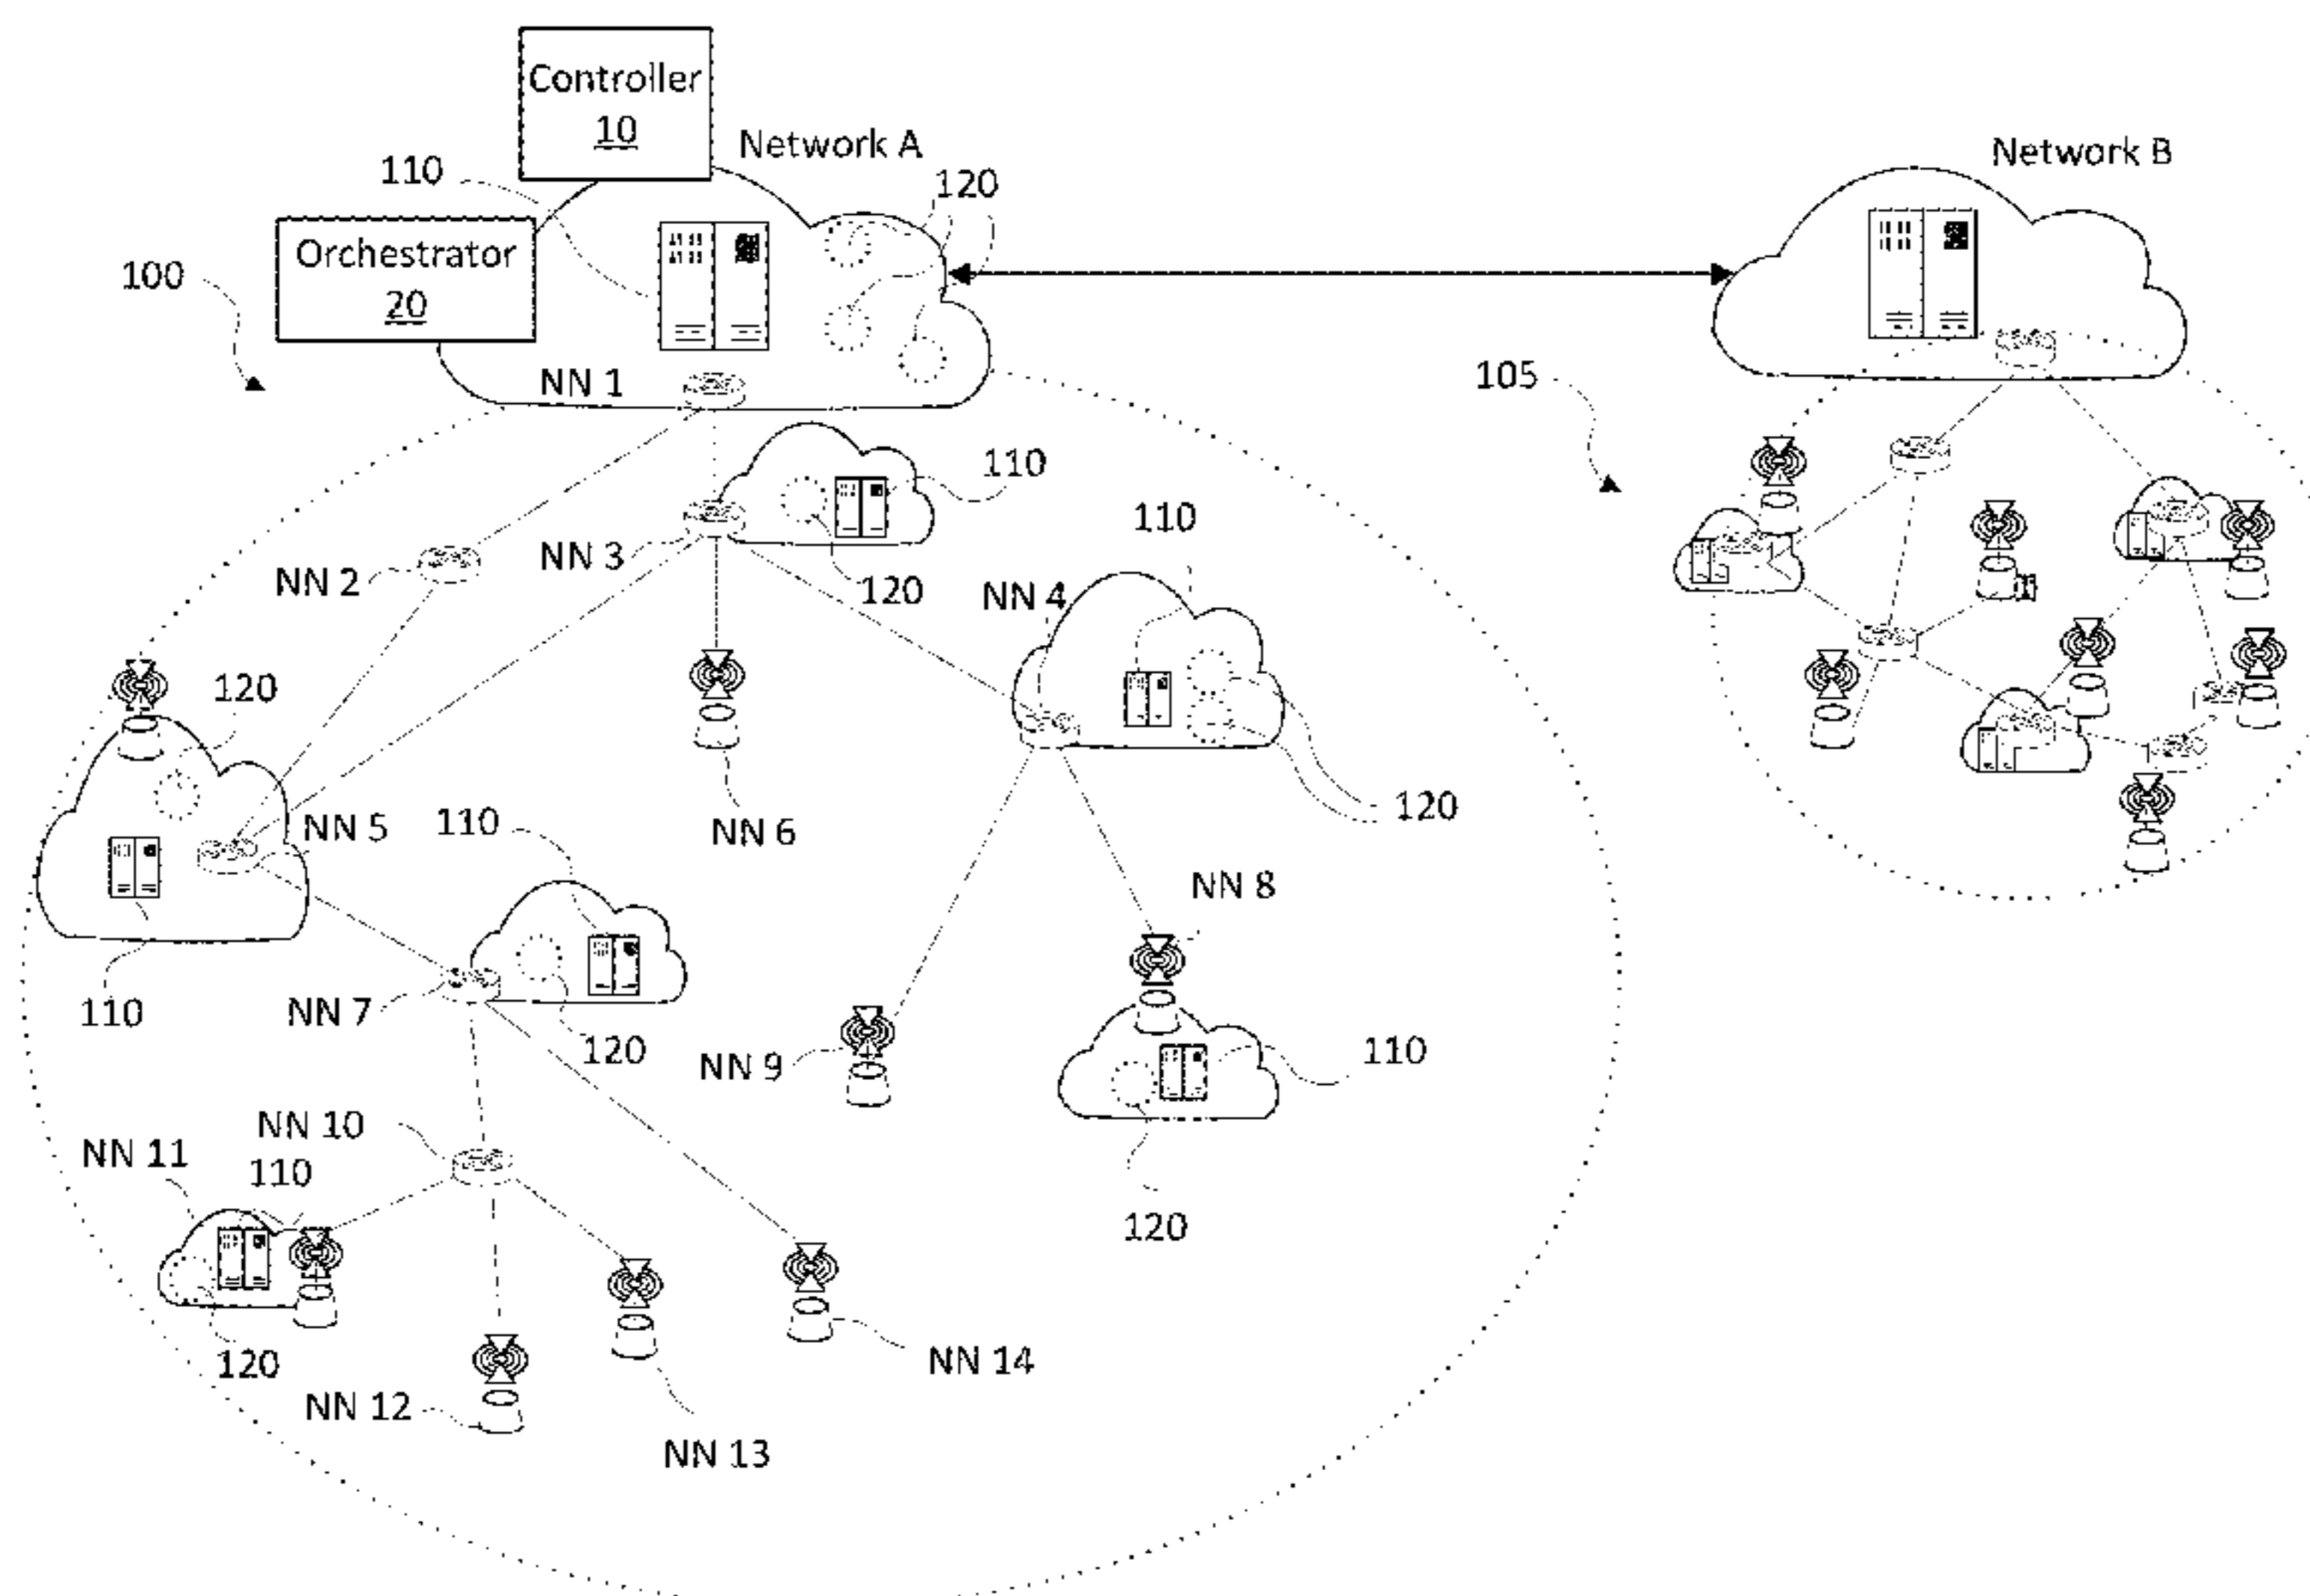 Controller
10
Network A
Network B
110
120
Orchestrator
20
100
NN 1
105
110
110
NN 3
NN 2
120
NN 4
120
NN 5
110
NN 6
120
NN 8
110
NN 7
120
NN 9
110
NN 10
NN 11
110
120
120
NN 14
NN 12
NN 13